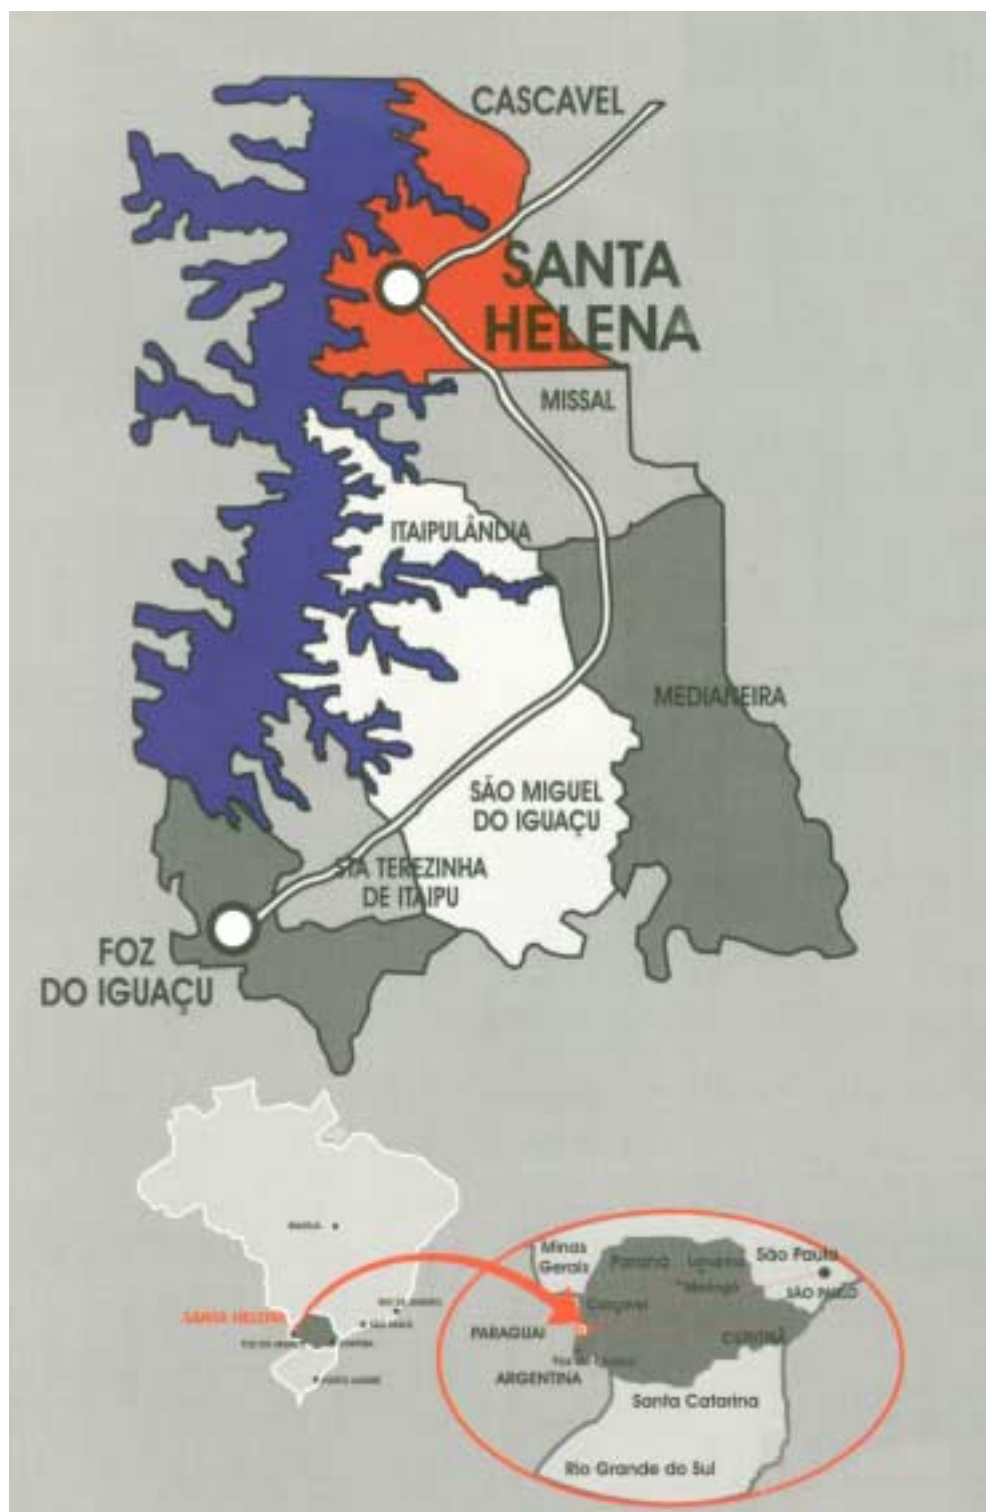 CASCAVEL
SANTA
HELENA
MISSAL
ITAIPULÂNDIA
MEDIANEIRA
SÃO MIGUEL
DO IGUAÇU
STA TEREZINHA
DE ITAIPU
FOZ
DO IGUAÇU
SANTA HELENA
Minas
Gerais
Paraná
São Paulo
SÃO PAULO
Cascavel
PARAGUAI
CURITIBA
ARGENTINA
Santa Catarina
Rio Grande do Sul